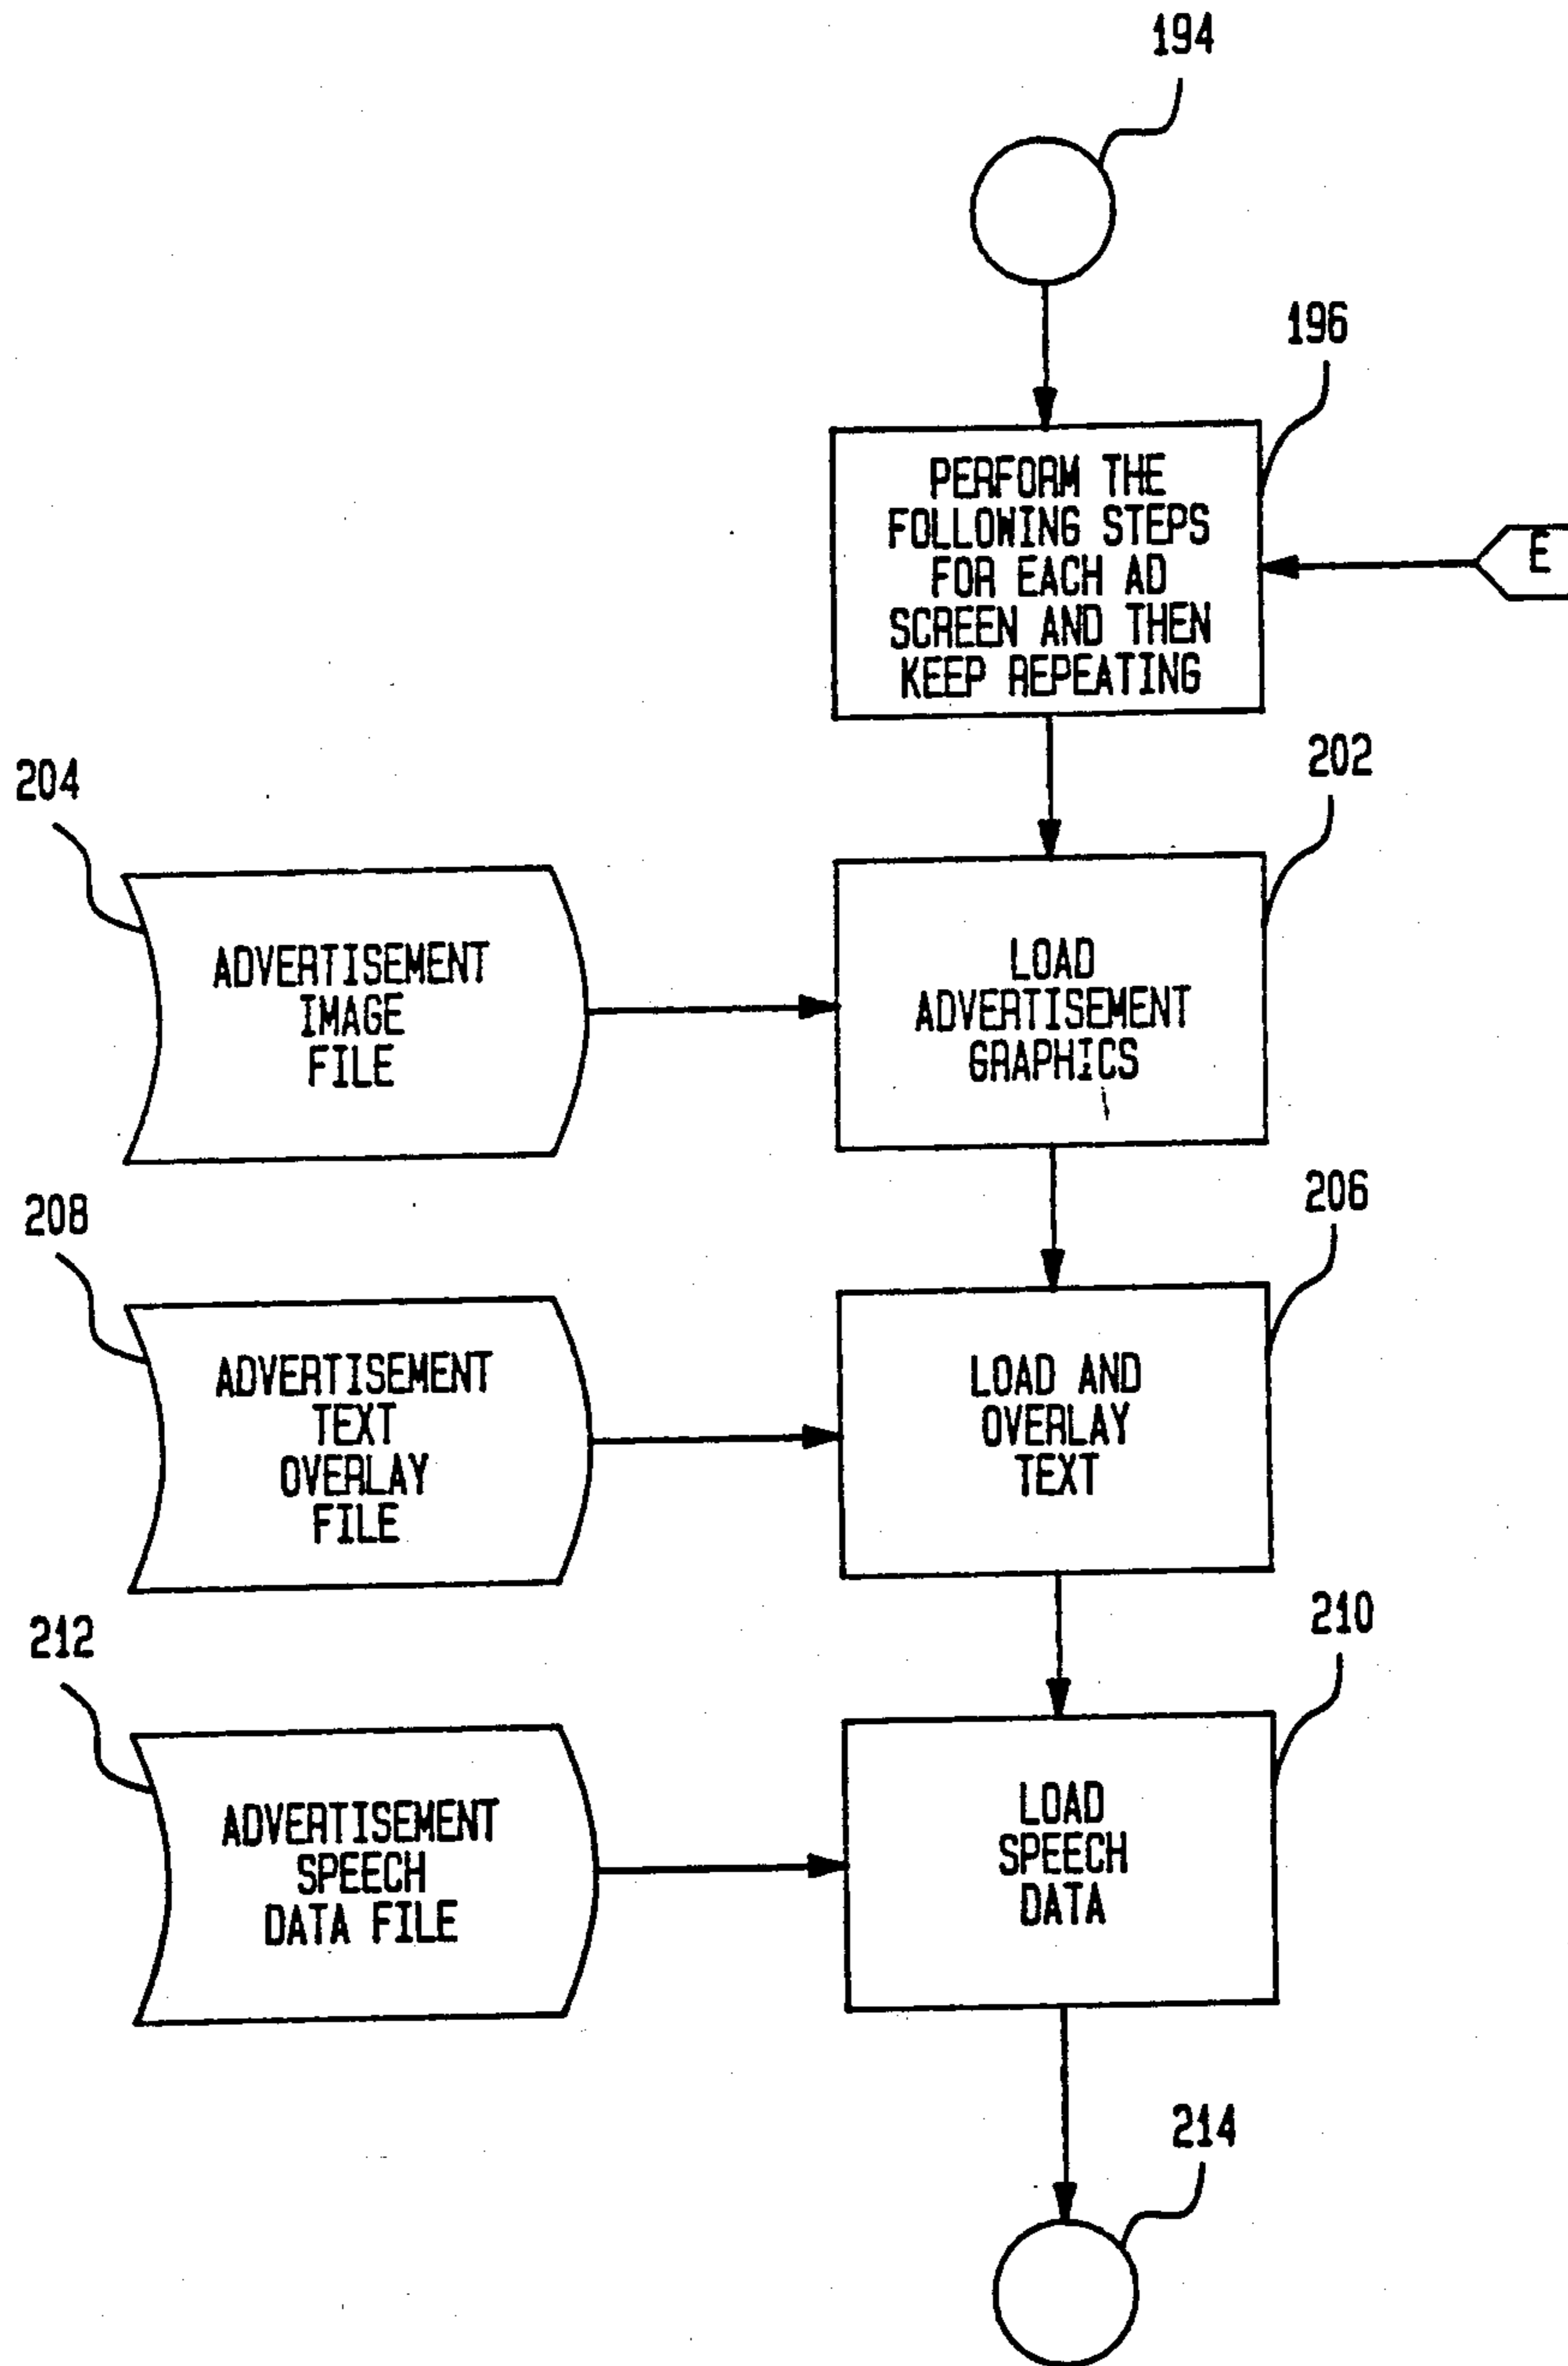 194
196
PERFORM THE
FOLLOWING STEPS
FOR EACH AD
SCREEN AND THEN
KEEP REPEATING
E
202
204
ADVERTISEMENT
IMAGE
FILE
LOAD
ADVERTISEMENT
GRAPHICS
206
208
ADVERTISEMENT
TEXT
OVERLAY
FILE
LOAD AND
OVERLAY
TEXT
210
212
ADVERTISEMENT
SPEECH
DATA FILE
LOAD
SPEECH
DATA
214